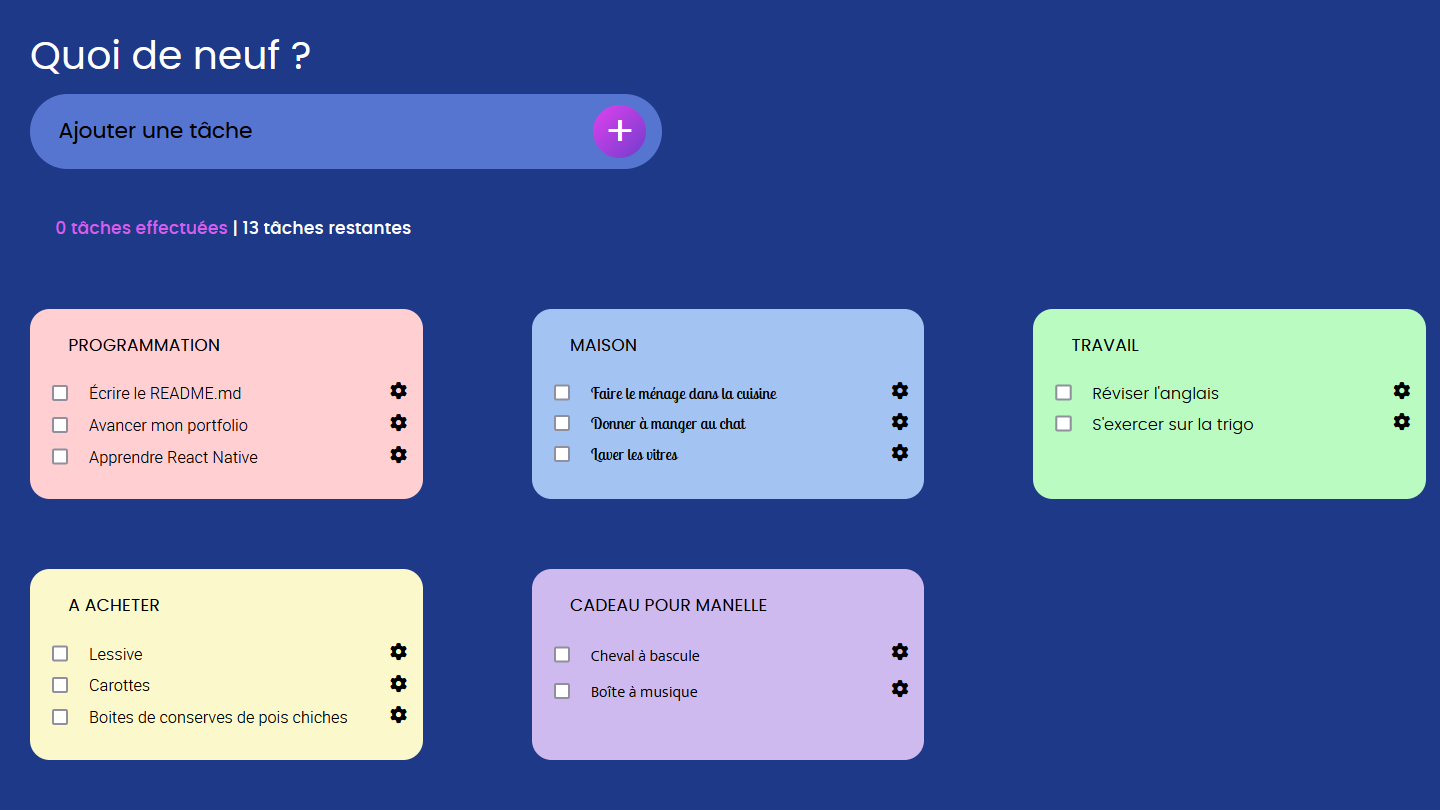 Quoi de neuf ?
Ajouter une tâche
0 tâches effectuées | 13 tâches restantes
PROGRAMMATION
Écrire le README.md
Avancer mon portfolio
Apprendre React Native
MAISON
Faire le ménage dans la cuisine
Donner à manger au chat
Laver les vitres
TRAVAIL
Réviser l'anglais
S'exercer sur la trigo
A ACHETER
Lessive
Carottes
Boites de conserves de pois chiches
CADEAU POUR MANELLE
Cheval à bascule
Boîte à musique